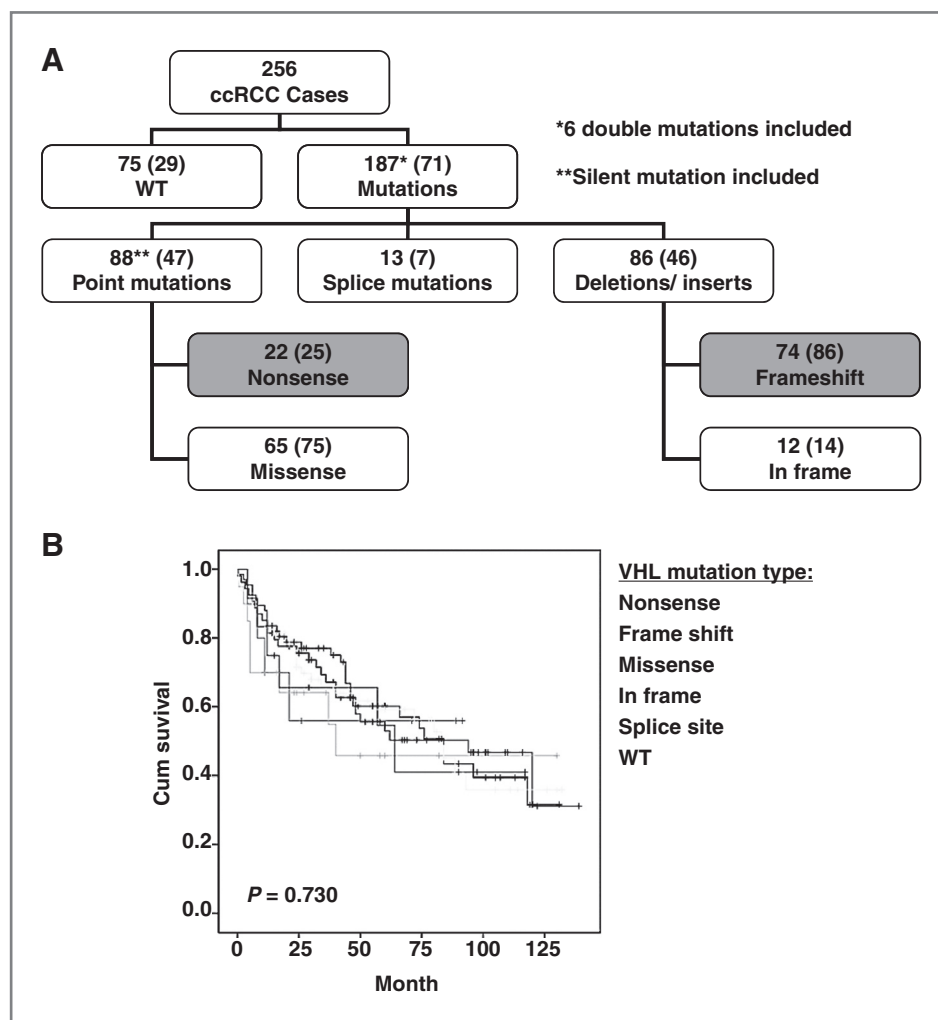 A
256
ccRCC Cases
*6 double mutations included
75 (29)
WT
187* (71)
Mutations
**Silent mutation included
88** (47)
Point mutations
13 (7)
Splice mutations
86 (46)
Deletions/ inserts
22 (25)
Nonsense
74 (86)
Frameshift
65 (75)
Missense
12 (14)
In frame
B
1.0
0.8
0.6
0.4
0.2
0.0
Cum suvival
P = 0.730
0 25 50 75 100 125
Month
VHL mutation type:
Nonsense
Frame shift
Missense
In frame
Splice site
WT